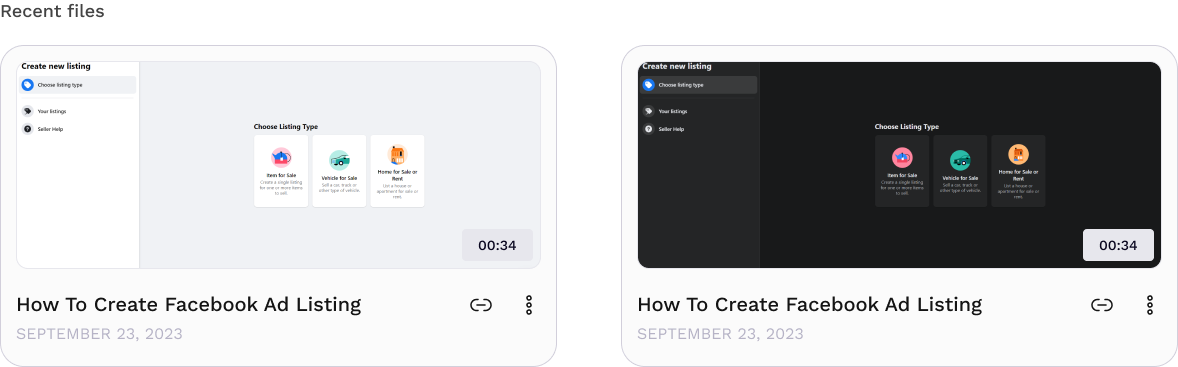 Recent files
Create new listing
Choose listing type
Your listings
Seller Help
Choose Listing Type
Item for Sale
Create a single listing
for one or more items
to sell.
Vehicle for Sale
Sell a car, truck or
other type of vehicle.
Home for Sale or
Rent
List a house or
apartment for sale or
rent.
00:34
How To Create Facebook Ad Listing
SEPTEMBER 23, 2023
Create new listing
Choose listing type
Your listings
Seller Help
Choose Listing Type
Item for Sale
Create a single listing
for one or more items
to sell.
Vehicle for Sale
Sell a car, truck or
other type of vehicle.
Home for Sale or
Rent
List a house or
apartment for sale or
rent.
00:34
How To Create Facebook Ad Listing
SEPTEMBER 23, 2023